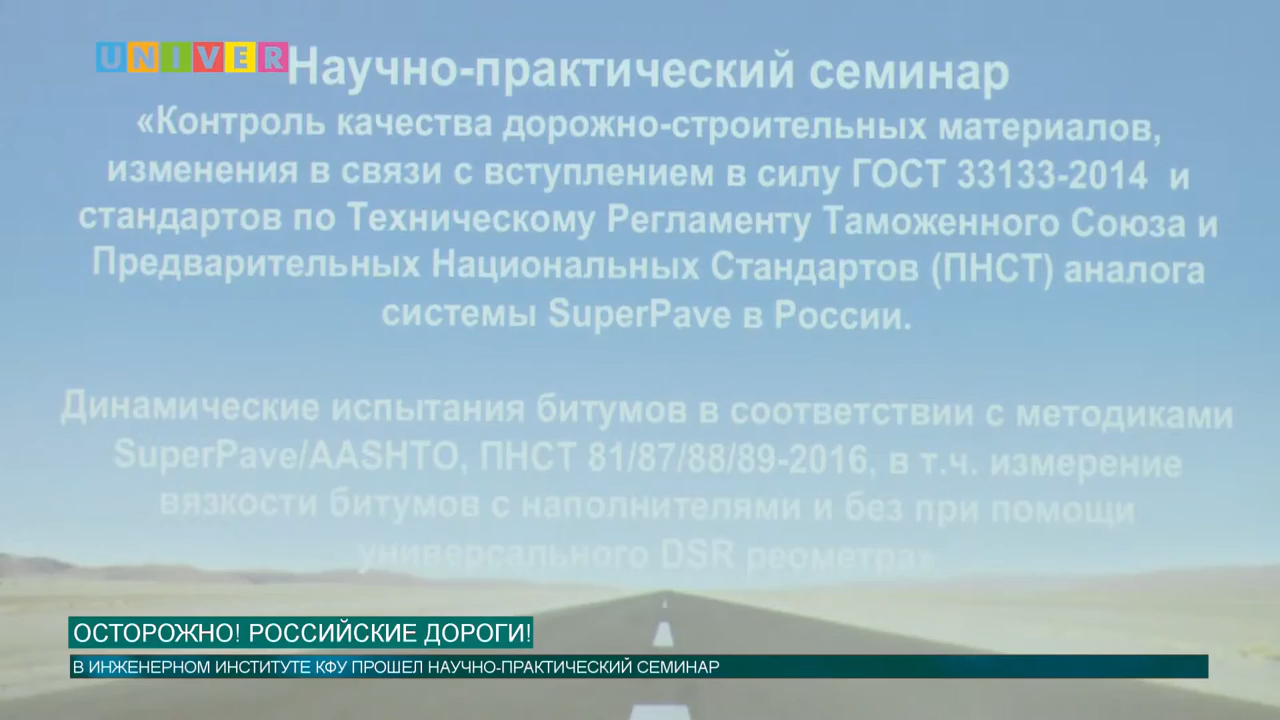 UNIVER
Научно-практический семинар
«Контроль качества дорожно-строительных материалов,
изменения в связи с вступлением в силу ГОСТ 33133-2014 и
стандартов по Техническому Регламенту Таможенного Союза и
Предварительных Национальных Стандартов (ПНСТ) аналога
системы SuperPave в России.
Динамические испытания битумов в соответствии с методиками
SuperPave/AASHTO, ПНСТ 81/87/88/89-2016, в т.ч. измерение
вязкости битумов с наполнителями и без при помощи
универсального DSR реометра»
ОСТОРОЖНО! РОССИЙСКИЕ ДОРОГИ!
В ИНЖЕНЕРНОМ ИНСТИТУТЕ КФУ ПРОШЕЛ НАУЧНО-ПРАКТИЧЕСКИЙ СЕМИНАР